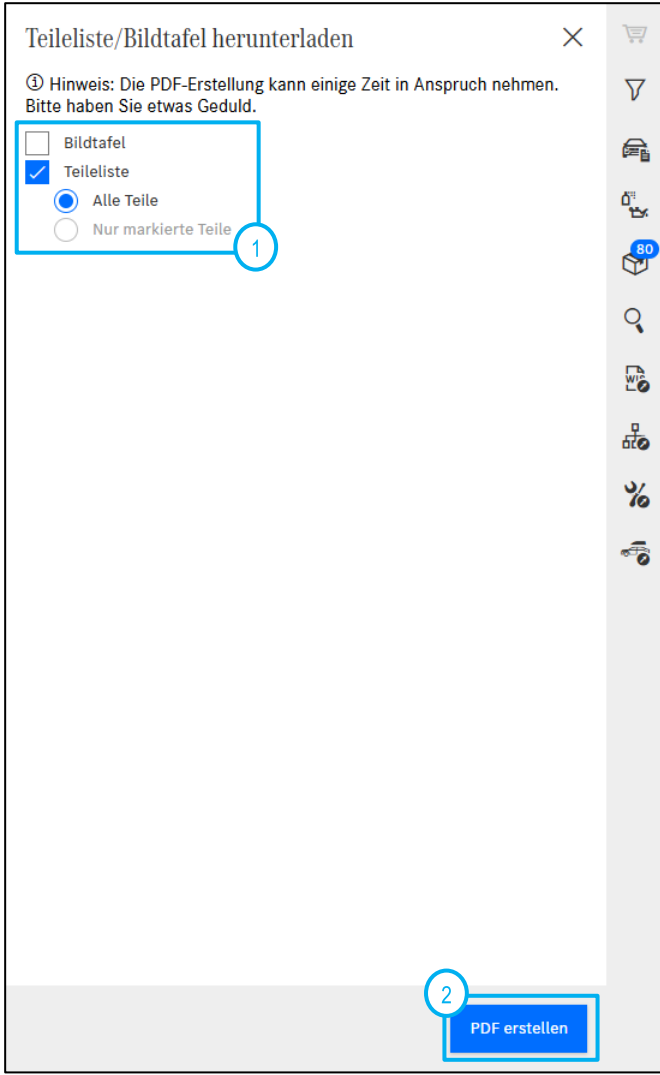 Teileliste/Bildtafel herunterladen
ⓘ Hinweis: Die PDF-Erstellung kann einige Zeit in Anspruch nehmen.
Bitte haben Sie etwas Geduld.
Bildtafel
Teileliste
Alle Teile
Nur markierte Teile
1
80
WIS
2
PDF erstellen